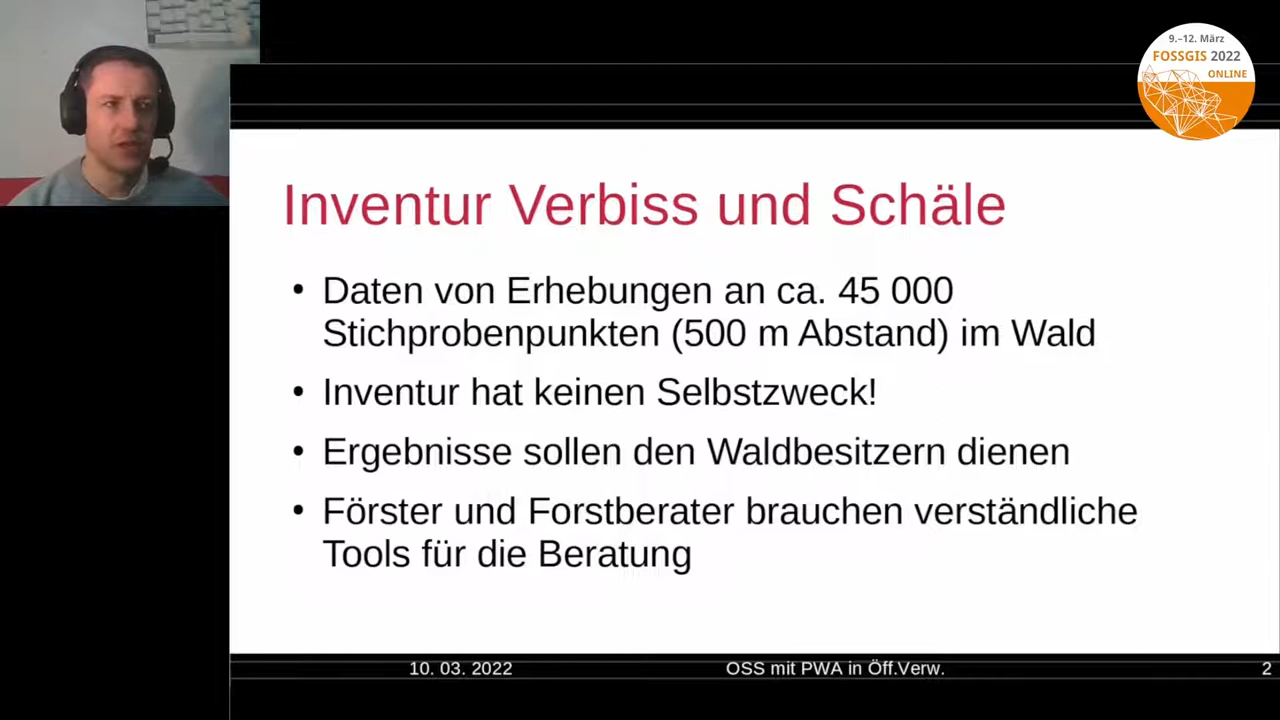 9.–12. März
FOSSGIS 2022
ONLINE
Inventur Verbiss und Schäle
• Daten von Erhebungen an ca. 45 000
Stichprobenpunkten (500 m Abstand) im Wald
• Inventur hat keinen Selbstzweck!
• Ergebnisse sollen den Waldbesitzern dienen
• Förster und Forstberater brauchen verständliche
Tools für die Beratung
10. 03. 2022
OSS mit PWA in Öff.Verw.
2